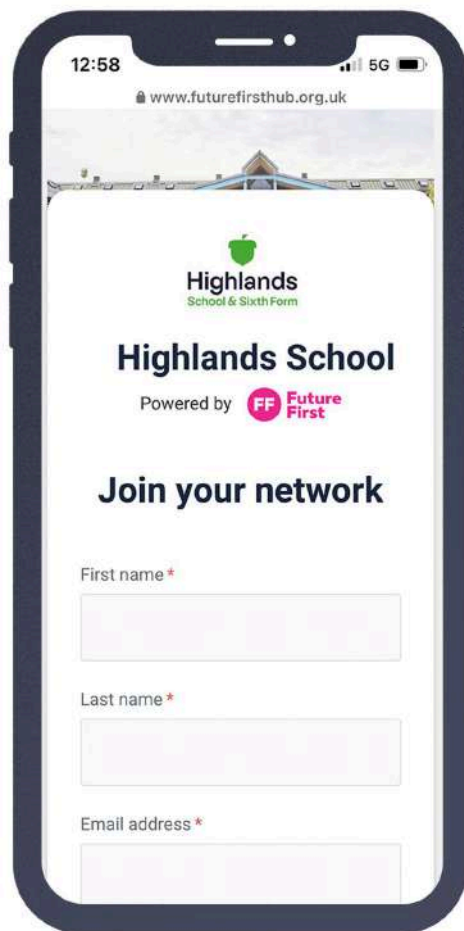 12:58
5G
www.futurefirsthub.org.uk
Highlands
School & Sixth Form
Highlands School
Powered by FF Future First
Join your network
First name *
Last name *
Email address *